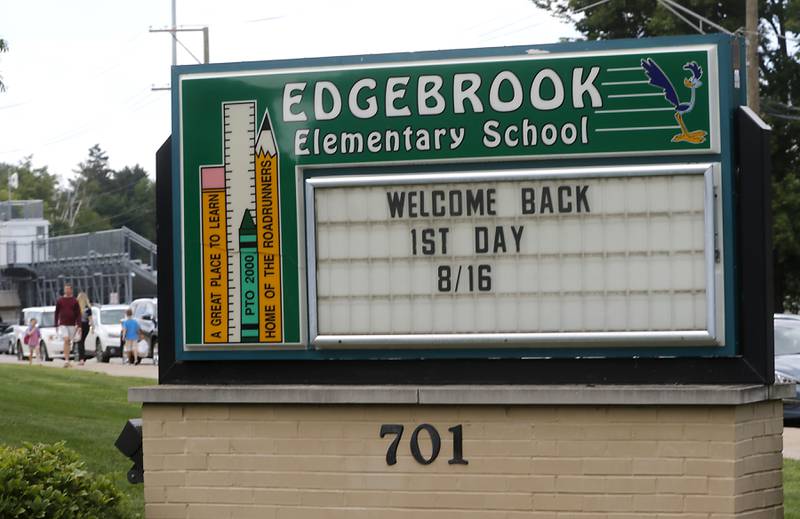 EDGEBROOK
Elementary School
A GREAT PLACE TO LEARN
PTO 2000
HOME OF THE ROADRUNNERS
WELCOME BACK
1ST DAY
8/16
701